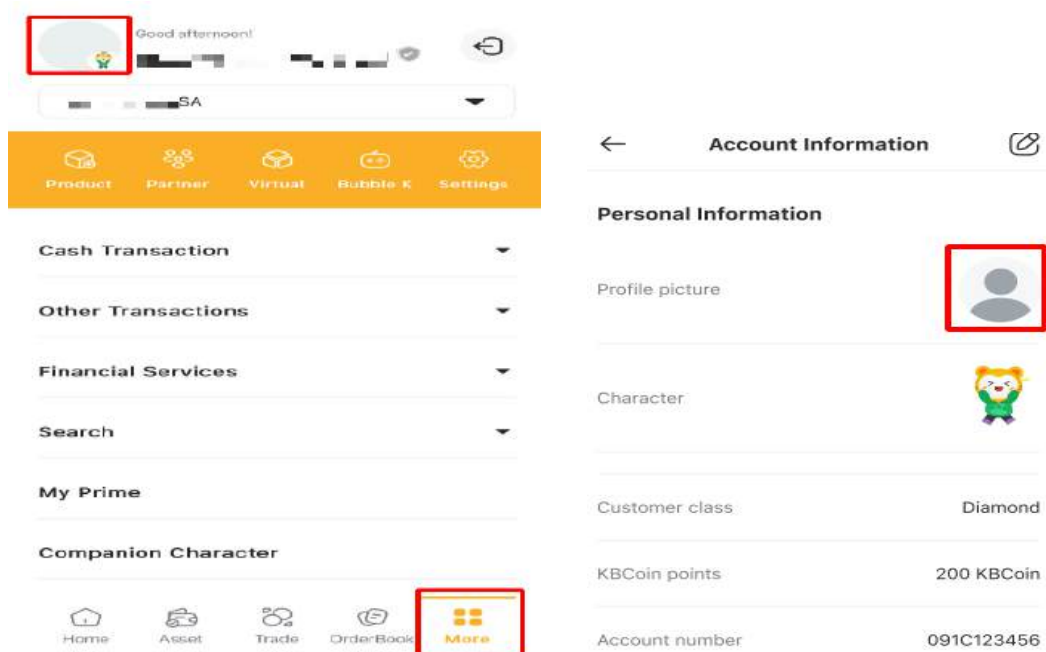 Good afternoon!
SA
Product Partner Virtual Bubble K Settings
Cash Transaction
Other Transactions
Financial Services
Search
My Prime
Companion Character
Home Asset Trade OrderBook More
Account Information
Personal Information
Profile picture
Character
Customer class Diamond
KBCoin points 200 KBCoin
Account number 091C123456